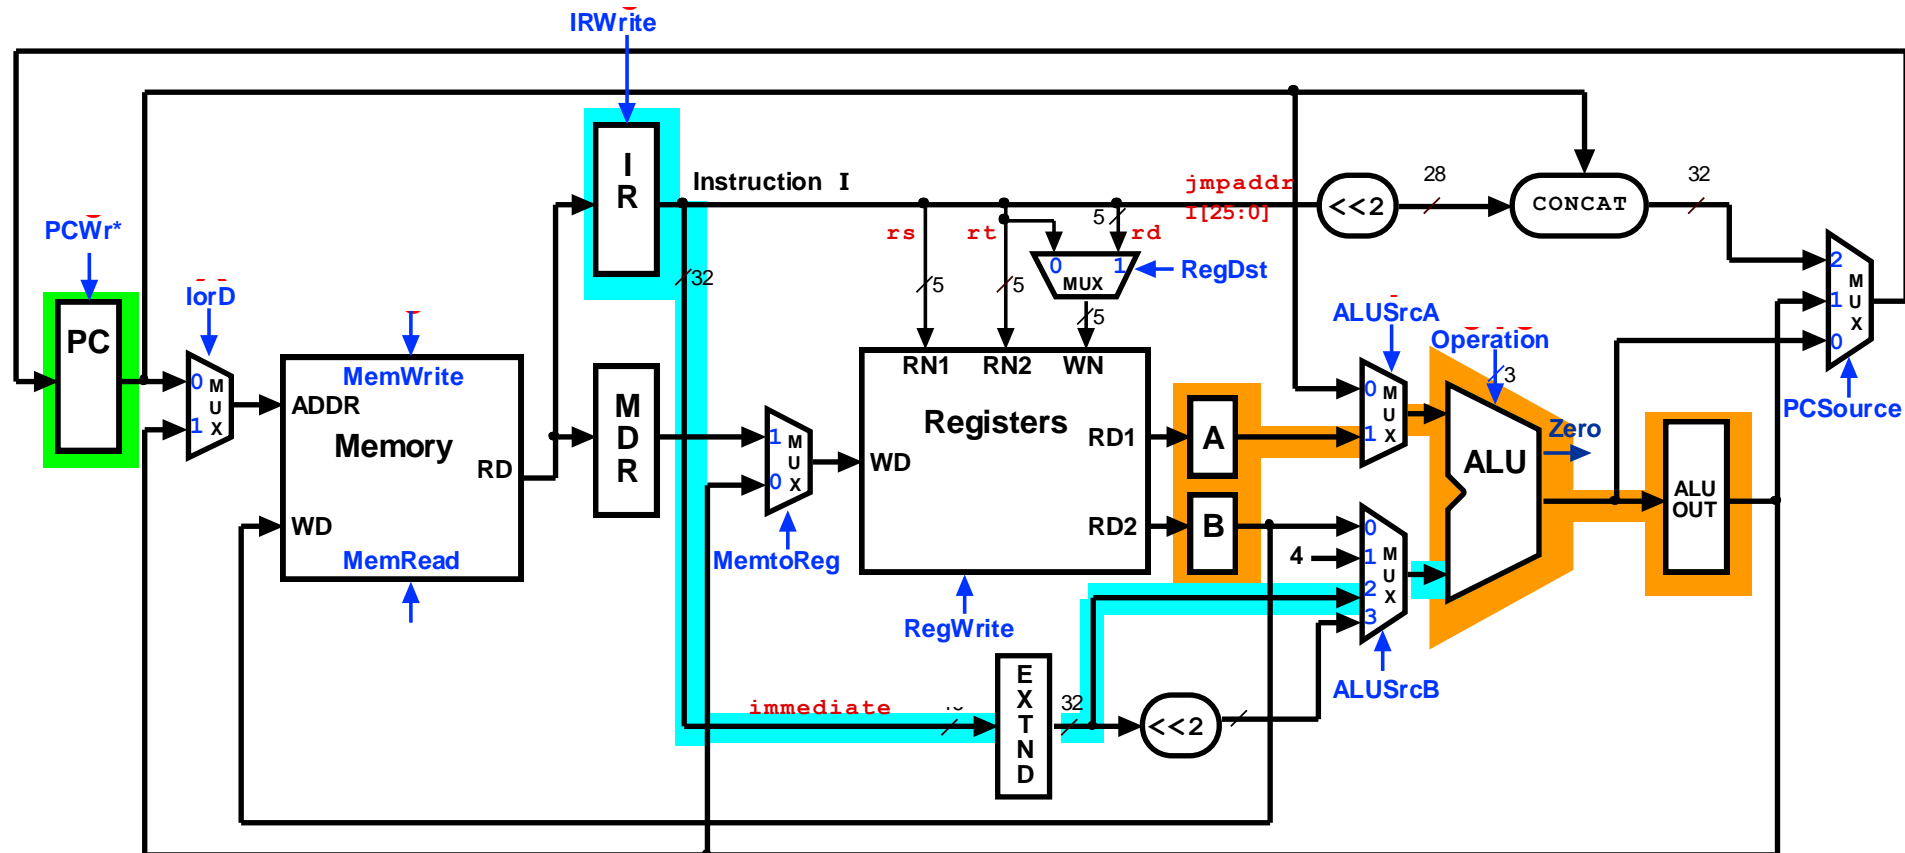 IRWrite
I
R
Instruction I
jmpaddr
I[25:0]
<<2
28
CONCAT
32
PCWr*
PC
IorD
0
1
M
U
X
MemWrite
ADDR
Memory
RD
WD
MemRead
32
M
D
R
1
0
M
U
X
MemtoReg
rs
rt
rd
5
5
5
5
0
1
MUX
RegDst
RN1
RN2
WN
Registers
WD
RD1
RD2
RegWrite
A
B
ALUSrcA
0
1
M
U
X
4
0
1
2
3
M
U
X
ALUSrcB
Operation
3
ALU
Zero
ALU
OUT
2
1
0
M
U
X
PCSource
immediate
E
X
T
N
D
32
<<2